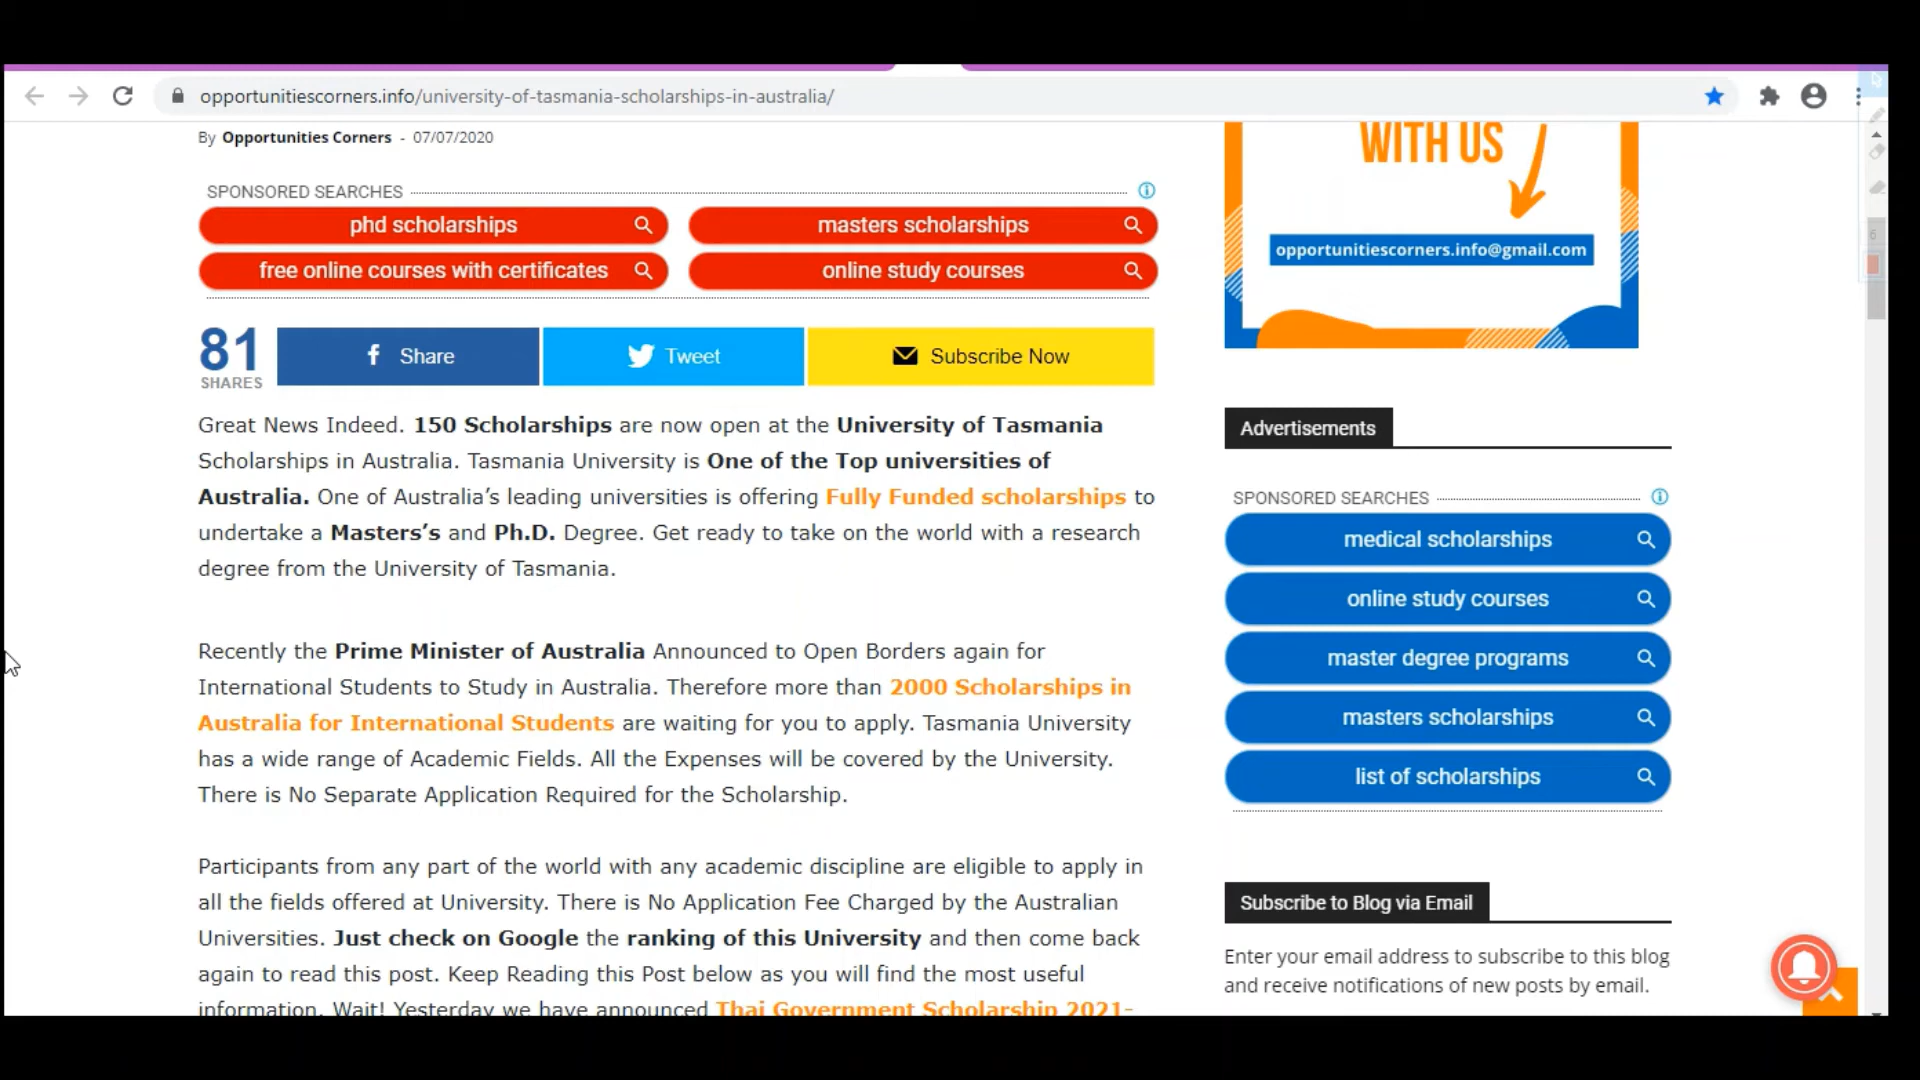 opportunitiescorners.info/university-of-tasmania-scholarships-in-australia/
By Opportunities Corners - 07/07/2020
SPONSORED SEARCHES
phd scholarships
masters scholarships
free online courses with certificates
online study courses
81
SHARES
Share
Tweet
Subscribe Now
Great News Indeed. 150 Scholarships are now open at the University of Tasmania
Scholarships in Australia. Tasmania University is One of the Top universities of
Australia. One of Australia’s leading universities is offering Fully Funded scholarships to
undertake a Masters’s and Ph.D. Degree. Get ready to take on the world with a research
degree from the University of Tasmania.
Recently the Prime Minister of Australia Announced to Open Borders again for
International Students to Study in Australia. Therefore more than 2000 Scholarships in
Australia for International Students are waiting for you to apply. Tasmania University
has a wide range of Academic Fields. All the Expenses will be covered by the University.
There is No Separate Application Required for the Scholarship.
Participants from any part of the world with any academic discipline are eligible to apply in
all the fields offered at University. There is No Application Fee Charged by the Australian
Universities. Just check on Google the ranking of this University and then come back
again to read this post. Keep Reading this Post below as you will find the most useful
information. Wait! Yesterday we have announced Thai Government Scholarship 2021-
WITH US
opportunitiescorners.info@gmail.com
Advertisements
SPONSORED SEARCHES
medical scholarships
online study courses
master degree programs
masters scholarships
list of scholarships
Subscribe to Blog via Email
Enter your email address to subscribe to this blog
and receive notifications of new posts by email.
6